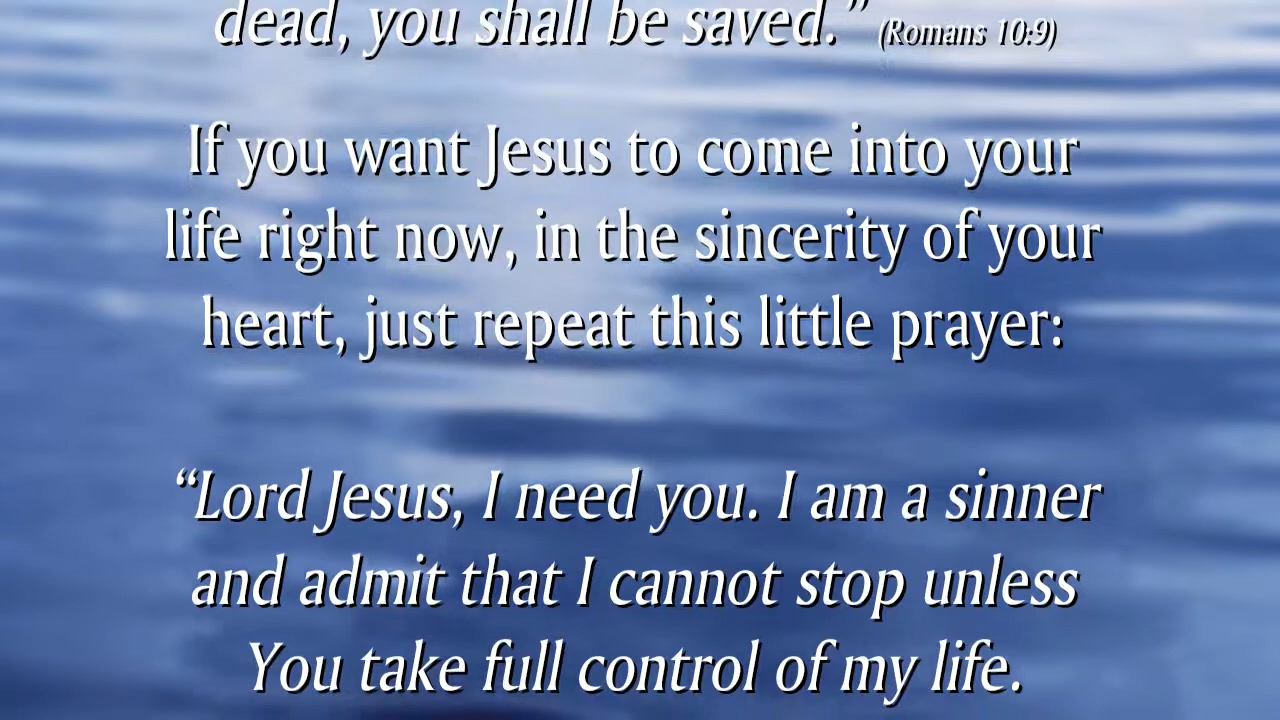 dead, you shall be saved.” (Romans 10:9)
If you want Jesus to come into your
life right now, in the sincerity of your
heart, just repeat this little prayer:
“Lord Jesus, I need you. I am a sinner
and admit that I cannot stop unless
You take full control of my life.